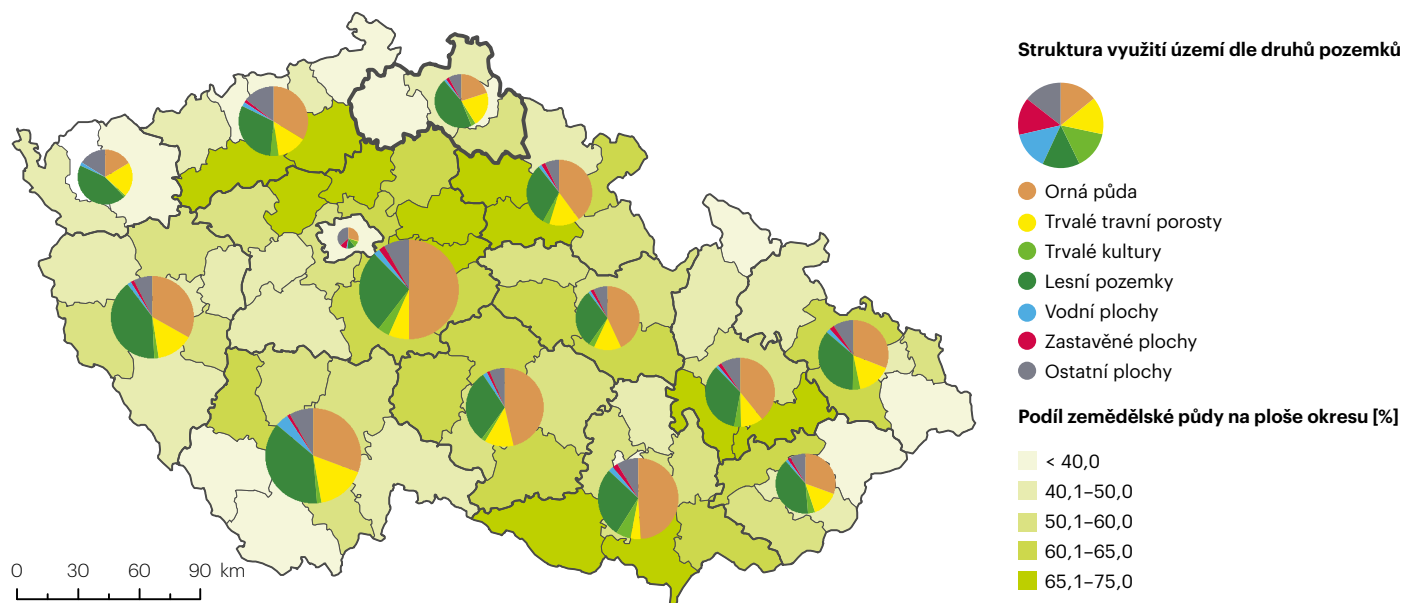 Struktura využití území dle druhů pozemků
Orná půda
Trvalé travní porosty
Trvalé kultury
Lesní pozemky
Vodní plochy
Zastavěné plochy
Ostatní plochy
Podíl zemědělské půdy na ploše okresu [%]
< 40,0
40,1–50,0
50,1–60,0
60,1–65,0
65,1–75,0
0 30 60 90 km